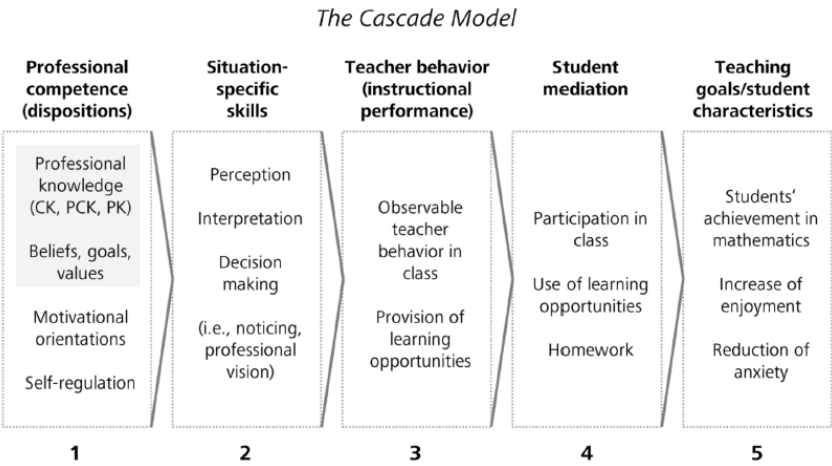 The Cascade Model
Professional
competence
(dispositions)
Situation-
specific
skills
Teacher behavior
(instructional
performance)
Student
mediation
Teaching
goals/student
characteristics
Professional
knowledge
(CK, PCK, PK)
Beliefs, goals,
values
Motivational
orientations
Self-regulation
Perception
Interpretation
Decision
making
(i.e., noticing,
professional
vision)
Observable
teacher
behavior in
class
Provision of
learning
opportunities
Participation in
class
Use of learning
opportunities
Homework
Students‘
achievement in
mathematics
Increase of
enjoyment
Reduction of
anxiety
1
2
3
4
5